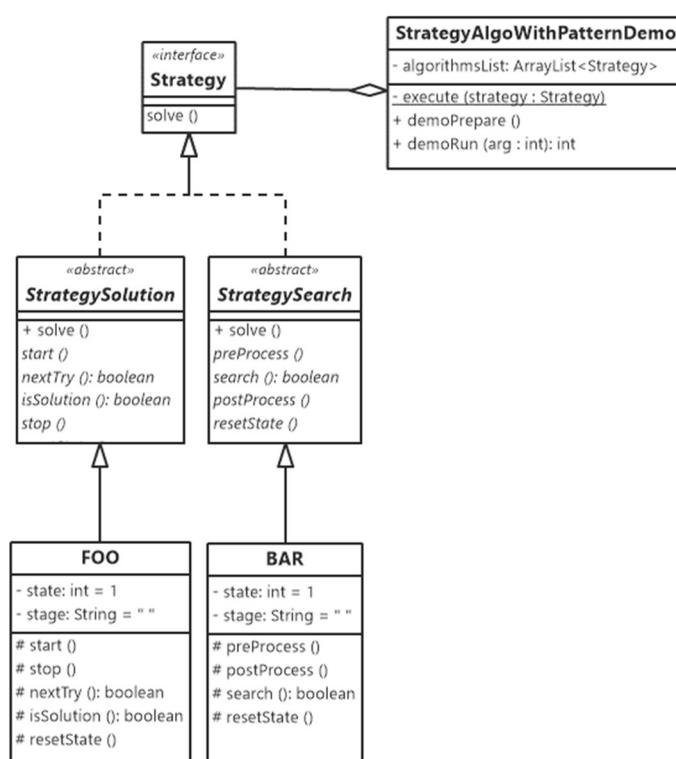 «interface»
Strategy
solve ()
StrategyAlgoWithPatternDemo
- algorithmsList: ArrayList<Strategy>
- execute (strategy : Strategy)
+ demoPrepare ()
+ demoRun (arg : int): int
«abstract»
StrategySolution
+ solve ()
start ()
nextTry (): boolean
isSolution (): boolean
stop ()
«abstract»
StrategySearch
+ solve ()
preProcess ()
search (): boolean
postProcess ()
resetState ()
FOO
- state: int = 1
- stage: String = " "
# start ()
# stop ()
# nextTry (): boolean
# isSolution (): boolean
# resetState ()
BAR
- state: int = 1
- stage: String = " "
# preProcess ()
# postProcess ()
# search (): boolean
# resetState ()